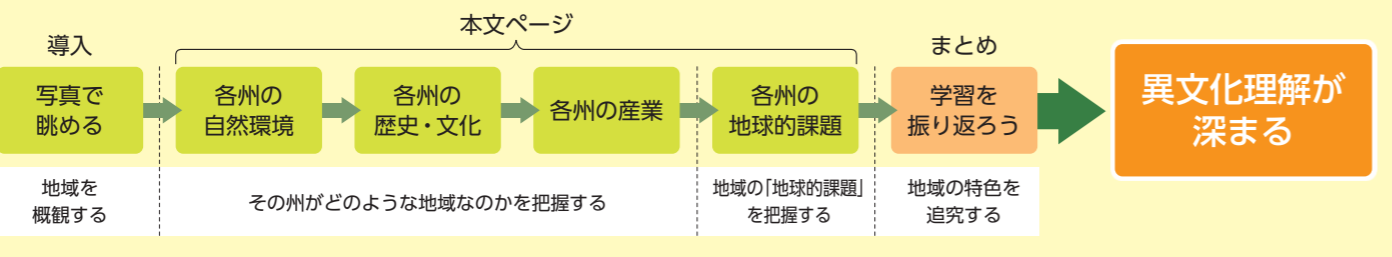 本文ページ
導入
まとめ
写真で
眺める
各州の
自然環境
各州の
歴史・文化
各州の産業
各州の
地球的課題
学習を
振り返ろう
異文化理解が
深まる
地域を
概観する
その州がどのような地域なのかを把握する
地域の「地球的課題」
を把握する
地域の特色を
追究する